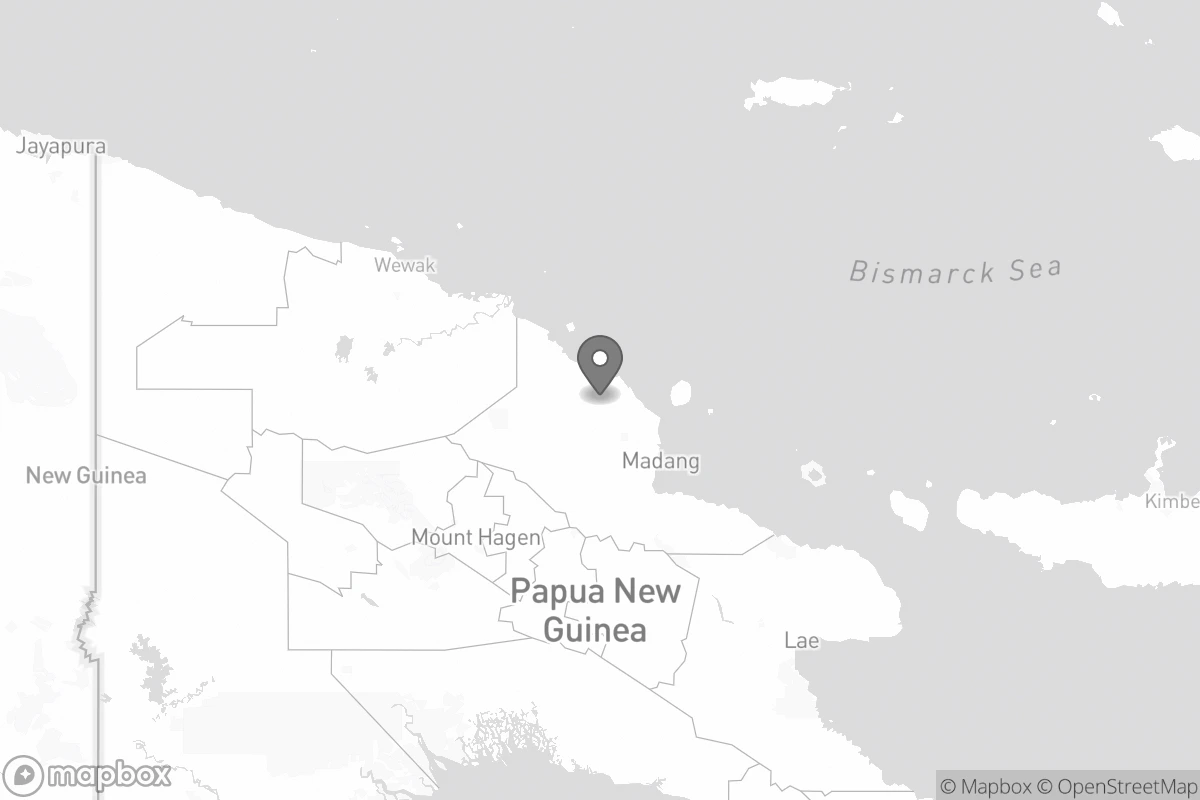 Jayapura
Wewak
Bismarck Sea
Madang
New Guinea
Kimbe
Mount Hagen
Papua New
Guinea
Lae
mapbox
© Mapbox © OpenStreetMap